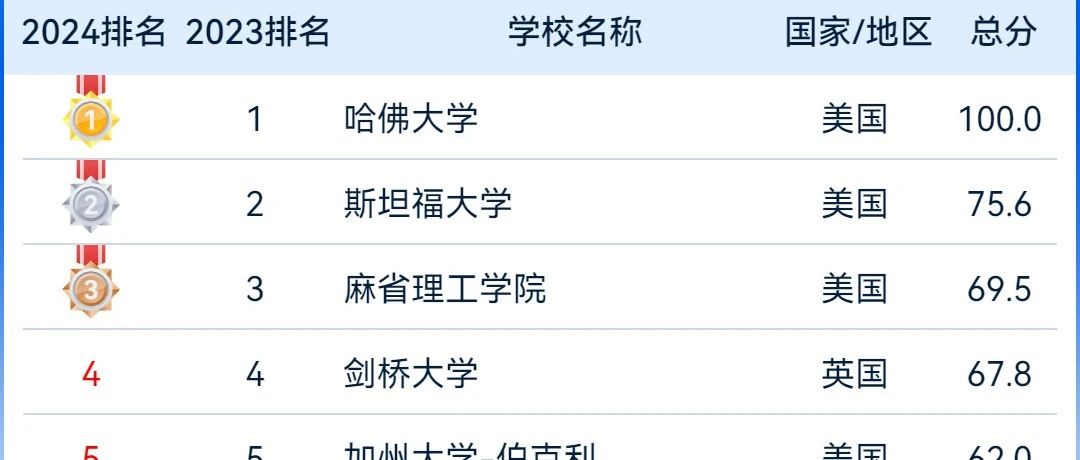 2024排名 2023排名 学校名称 国家/地区 总分
1 1 哈佛大学 美国 100.0
2 2 斯坦福大学 美国 75.6
3 3 麻省理工学院 美国 69.5
4 4 剑桥大学 英国 67.8
5 5 加州大学-伯克利 美国 62.0